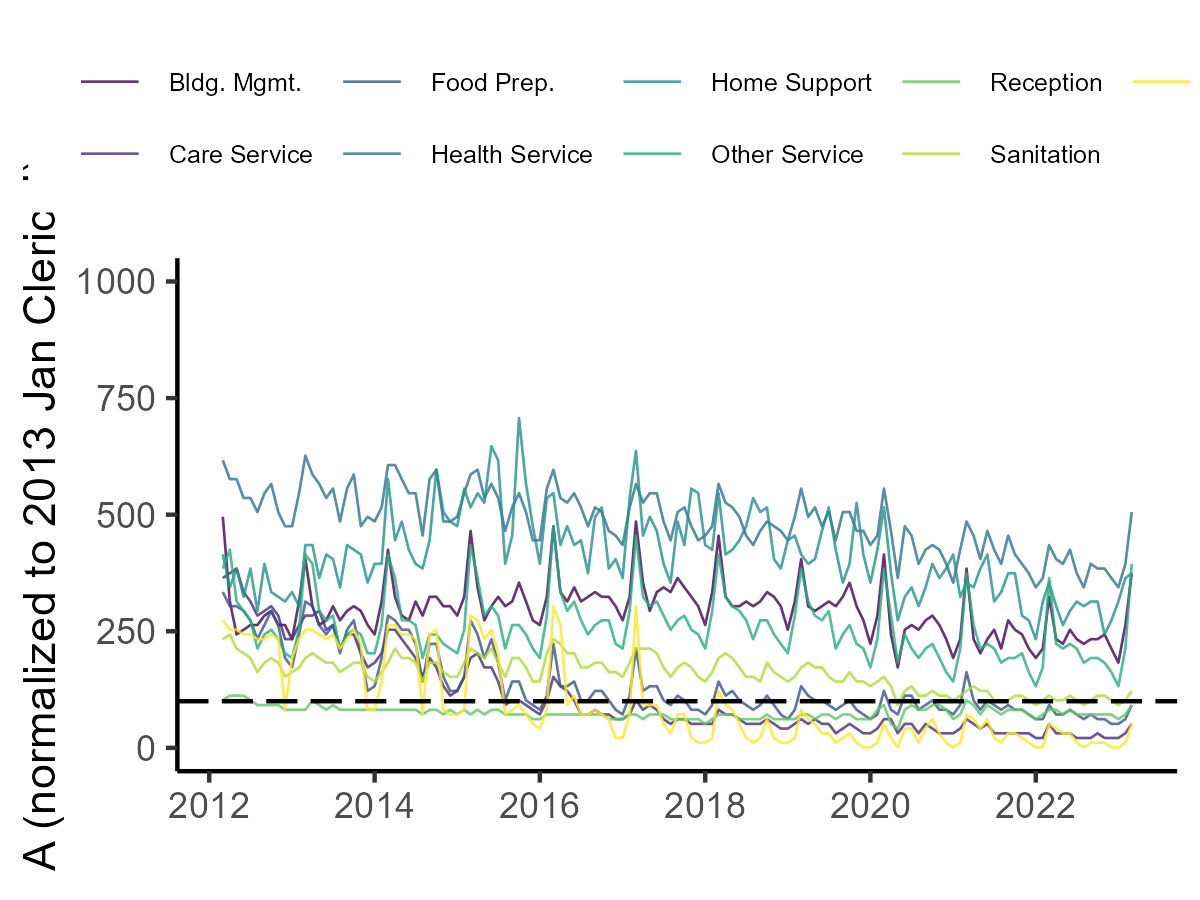 Bldg. Mgmt. Food Prep. Home Support Reception
Care Service Health Service Other Service Sanitation
A (normalized to 2013 Jan Cleric
1000
750
500
250
0
2012 2014 2016 2018 2020 2022